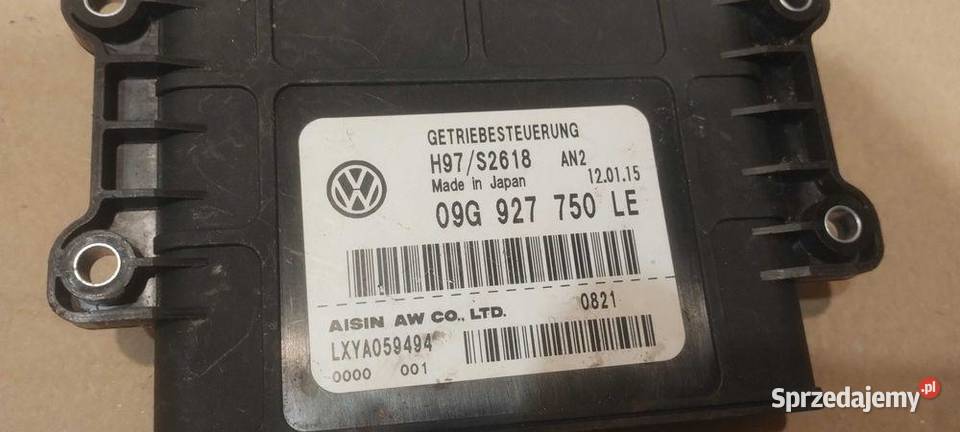 GETRIEBESTEUERUNG
H97/S2618 AN2
Made in Japan 12.01.15
09G 927 750 LE
0821
AISIN AW CO., LTD.
LXYA059494
0000 001
Sprzedajemy.pl